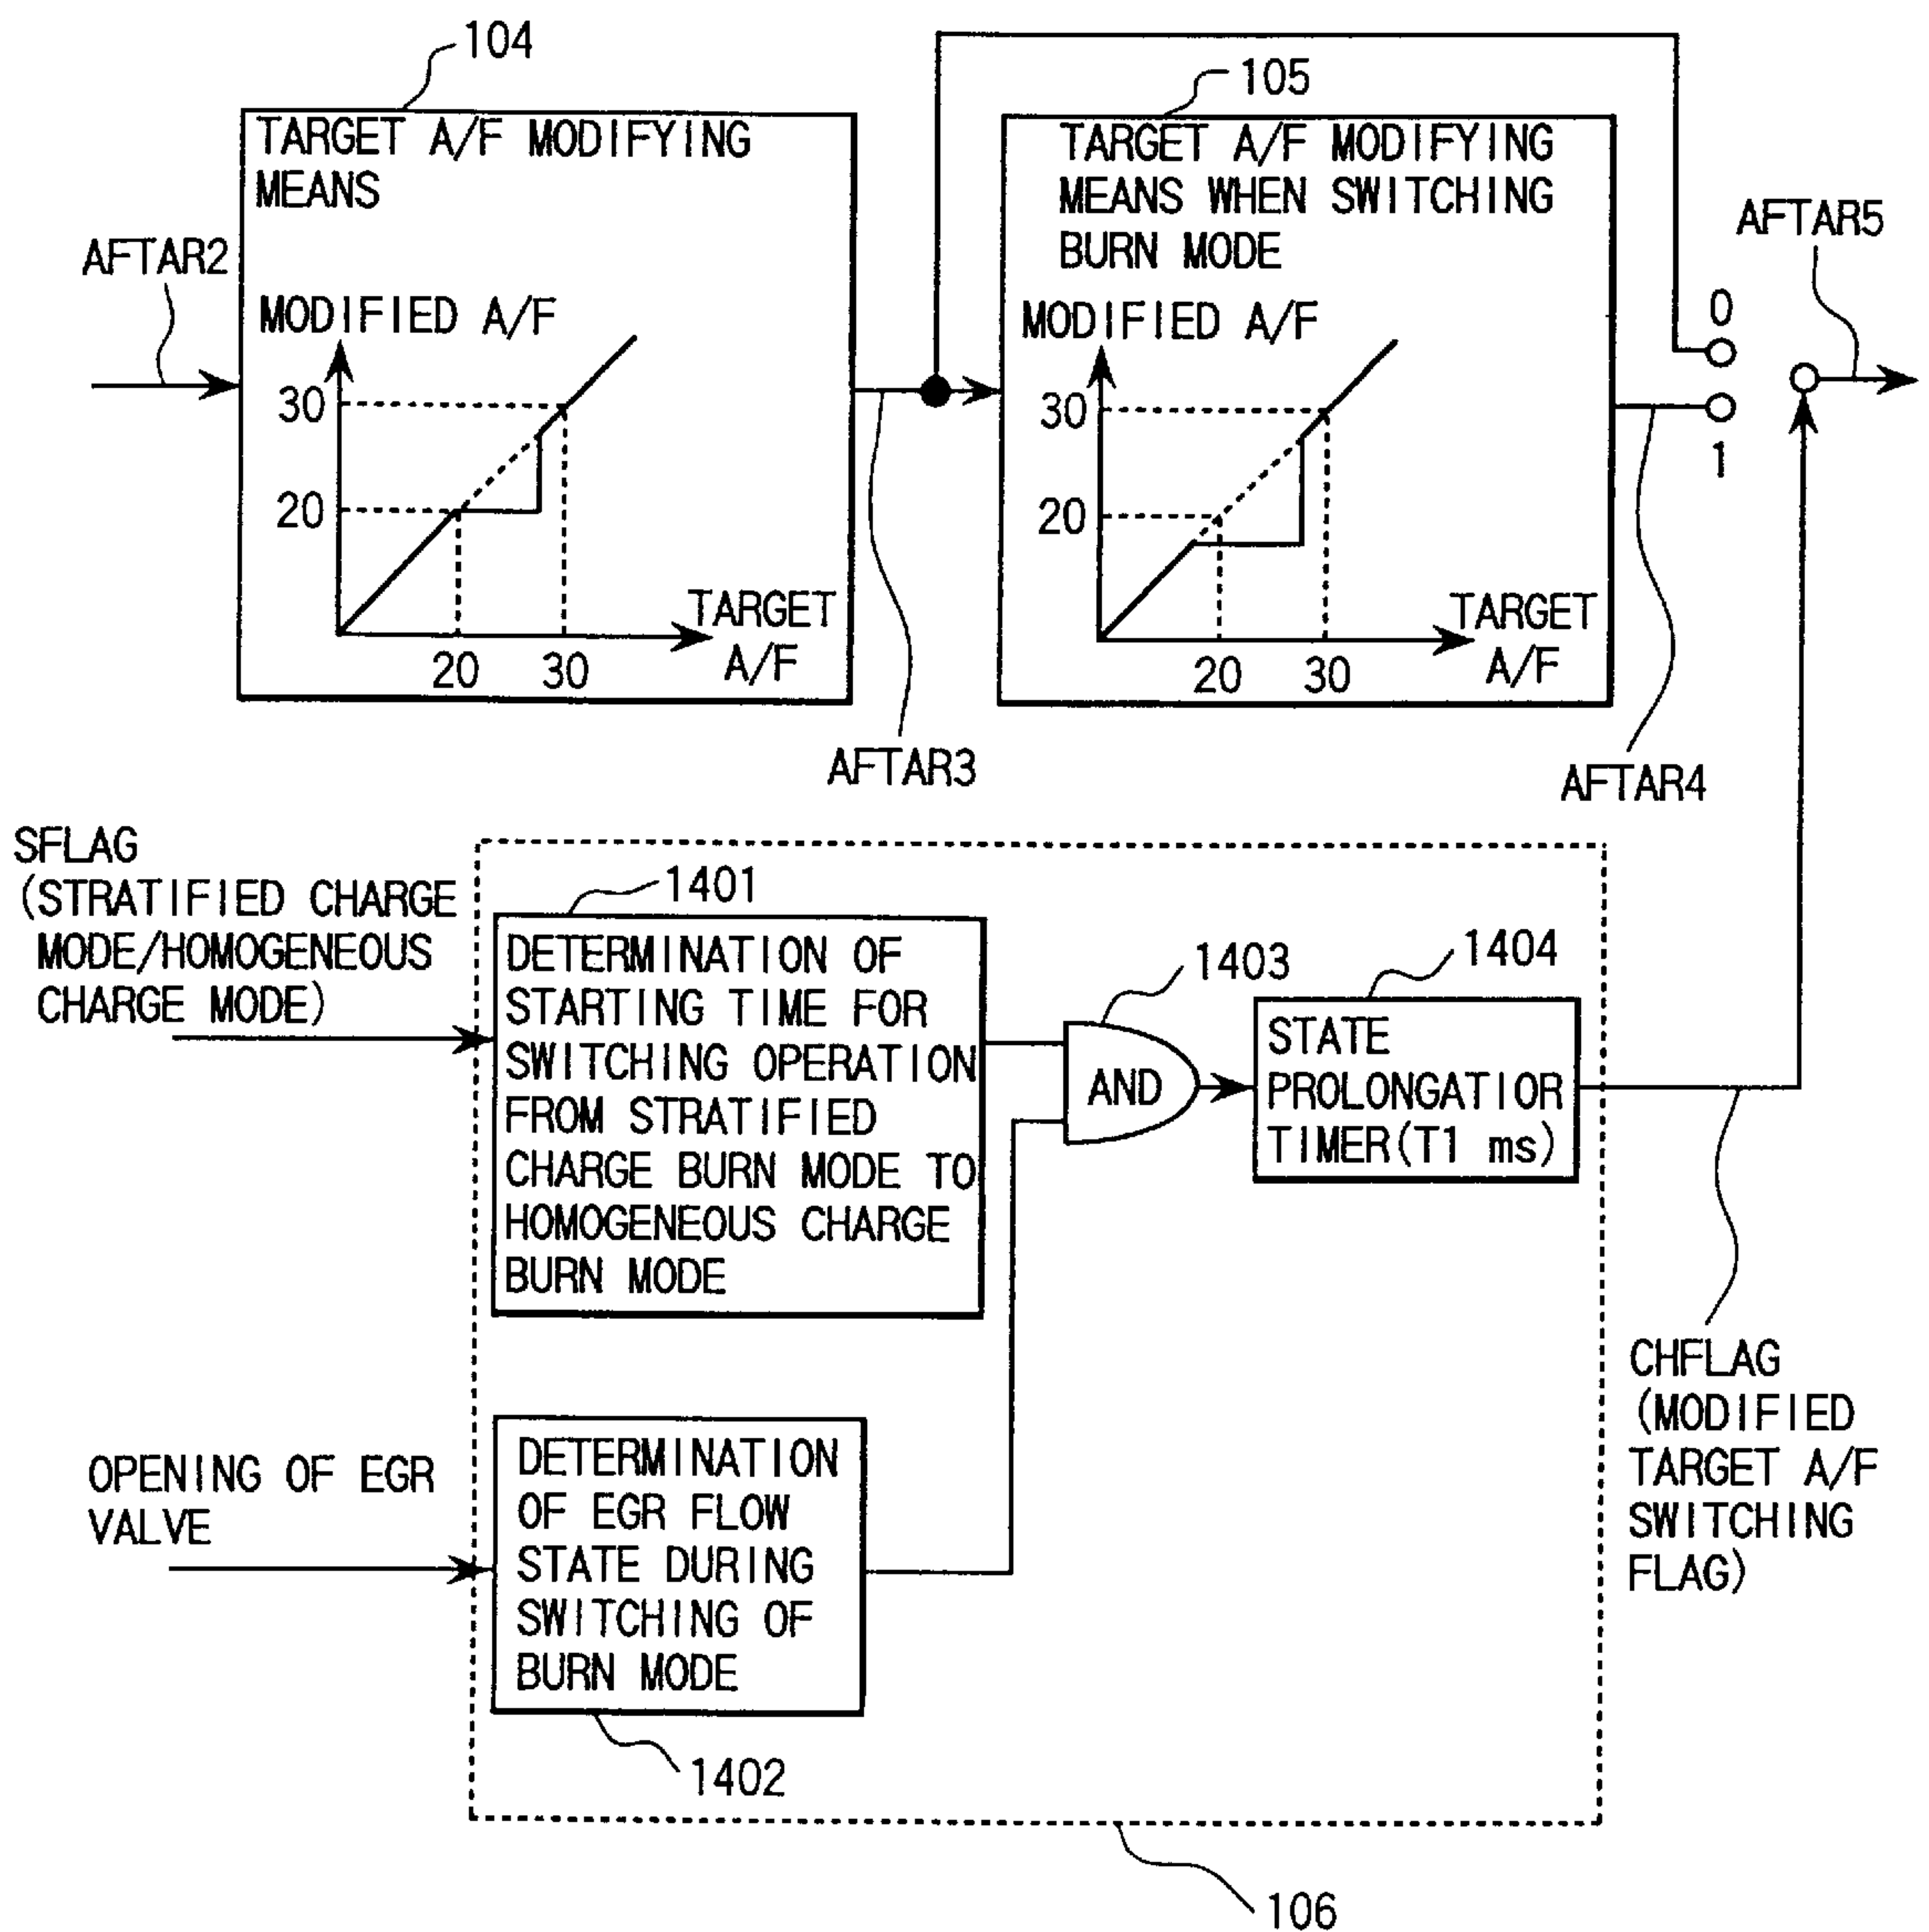 104
TARGET A/F MODIFYING
MEANS
AFTAR2
MODIFIED A/F
30
20
20
30
TARGET
A/F
AFTAR3
105
TARGET A/F MODIFYING
MEANS WHEN SWITCHING
BURN MODE
MODIFIED A/F
30
20
20
30
TARGET
A/F
AFTAR4
0
1
AFTAR5
SFLAG
(STRATIFIED CHARGE
MODE/HOMOGENEOUS
CHARGE MODE)
1401
DETERMINATION OF
STARTING TIME FOR
SWITCHING OPERATION
FROM STRATIFIED
CHARGE BURN MODE TO
HOMOGENEOUS CHARGE
BURN MODE
1403
AND
1404
STATE
PROLONGATIOR
TIMER(T1 ms)
CHFLAG
(MODIFIED
TARGET A/F
SWITCHING
FLAG)
OPENING OF EGR
VALVE
DETERMINATION
OF EGR FLOW
STATE DURING
SWITCHING OF
BURN MODE
1402
106